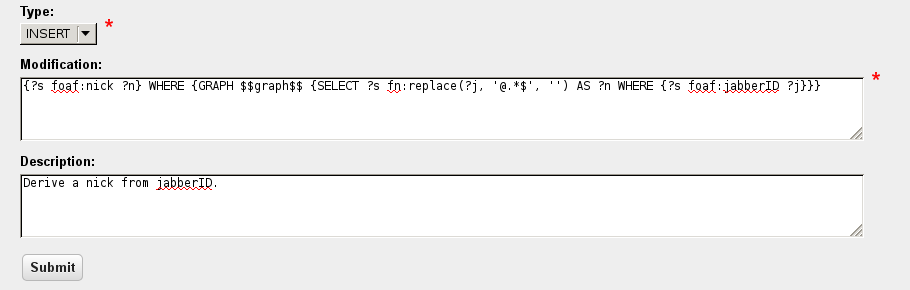 Type:
INSERT *
Modification:
{?s foaf:nick ?n} WHERE {GRAPH $$graph$$ {SELECT ?s fn:replace(?j, '@.*$', '') AS ?n WHERE {?s foaf:jabberID ?j}}} *
Description:
Derive a nick from jabberID.
Submit